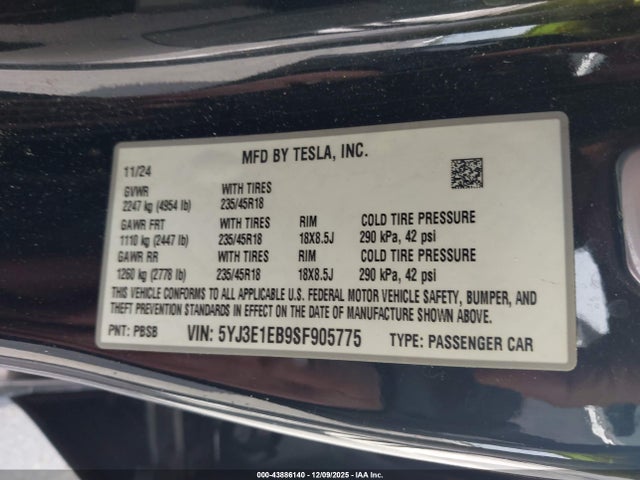 MFD BY TESLA, INC.
11/24
GVWR WITH TIRES
2247 kg (4954 lb) 235/45R18
GAWR FRT WITH TIRES RIM COLD TIRE PRESSURE
1110 kg (2447 lb) 235/45R18 18X8.5J 290 kPa, 42 psi
GAWR RR WITH TIRES RIM COLD TIRE PRESSURE
1260 kg (2778 lb) 235/45R18 18X8.5J 290 kPa, 42 psi
THIS VEHICLE CONFORMS TO ALL APPLICABLE U.S. FEDERAL MOTOR VEHICLE SAFETY, BUMPER, AND
THEFT PREVENTION STANDARDS IN EFFECT ON THE DATE OF MANUFACTURE SHOWN ABOVE.
PNT: PBSB VIN: 5YJ3E1EB9SF905775 TYPE: PASSENGER CAR
000-43886140 | 12/09/2025 | IAA Inc.